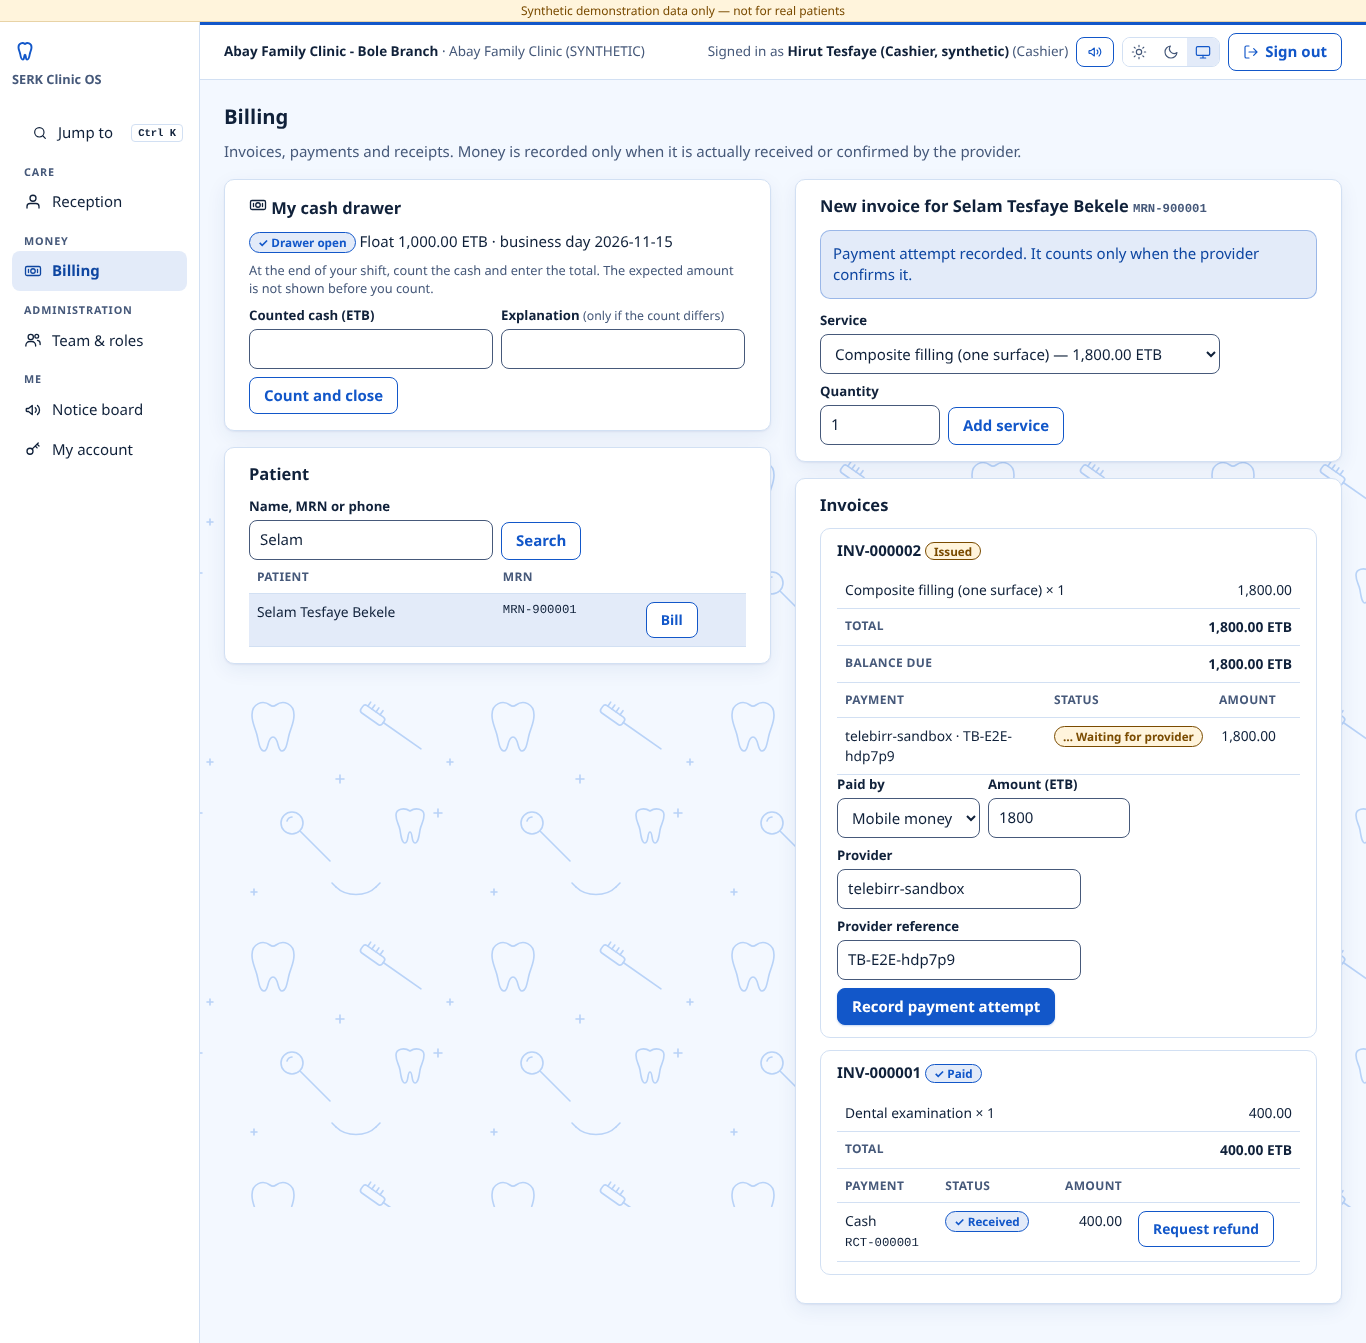 Synthetic demonstration data only — not for real patients
SERK Clinic OS
Jump to Ctrl K
CARE
Reception
MONEY
Billing
ADMINISTRATION
Team & roles
ME
Notice board
My account
Abay Family Clinic - Bole Branch · Abay Family Clinic (SYNTHETIC)
Signed in as Hirut Tesfaye (Cashier, synthetic) (Cashier)
Sign out
Billing
Invoices, payments and receipts. Money is recorded only when it is actually received or confirmed by the provider.
My cash drawer
✓ Drawer open Float 1,000.00 ETB · business day 2026-11-15
At the end of your shift, count the cash and enter the total. The expected amount
is not shown before you count.
Counted cash (ETB) Explanation (only if the count differs)
Count and close
Patient
Name, MRN or phone
Selam Search
PATIENT MRN
Selam Tesfaye Bekele MRN-900001 Bill
New invoice for Selam Tesfaye Bekele MRN-900001
Payment attempt recorded. It counts only when the provider
confirms it.
Service
Composite filling (one surface) — 1,800.00 ETB
Quantity
1 Add service
Invoices
INV-000002 Issued
Composite filling (one surface) × 1 1,800.00
TOTAL 1,800.00 ETB
BALANCE DUE 1,800.00 ETB
PAYMENT STATUS AMOUNT
telebirr-sandbox · TB-E2E- … Waiting for provider 1,800.00
hdp7p9
Paid by Amount (ETB)
Mobile money 1800
Provider
telebirr-sandbox
Provider reference
TB-E2E-hdp7p9
Record payment attempt
INV-000001 ✓ Paid
Dental examination × 1 400.00
TOTAL 400.00 ETB
PAYMENT STATUS AMOUNT
Cash ✓ Received 400.00 Request refund
RCT-000001